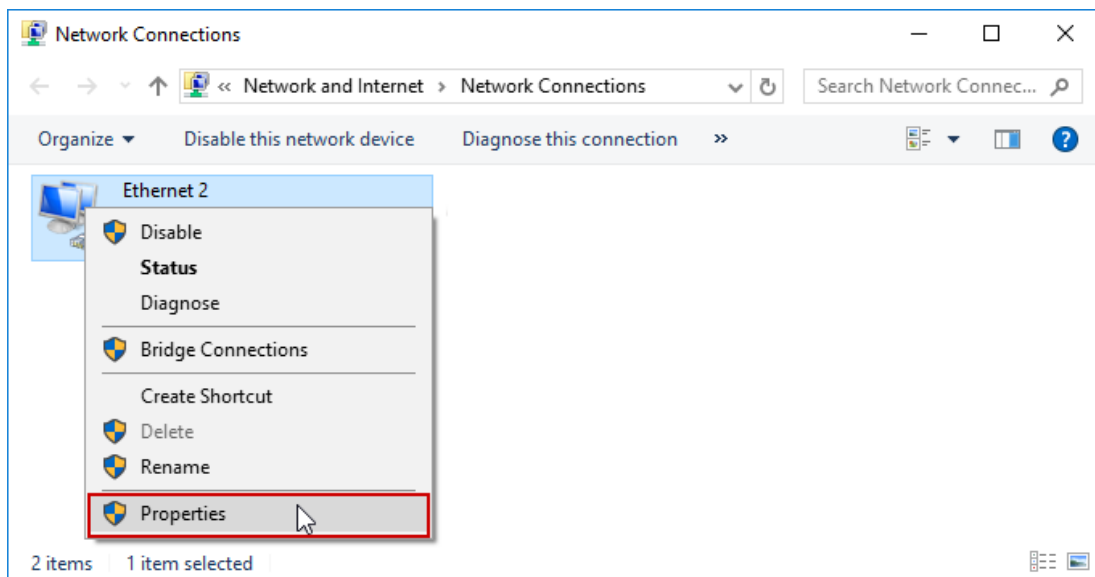 Network Connections
« Network and Internet › Network Connections
Search Network Connec...
Organize
Disable this network device
Diagnose this connection
»
Ethernet 2
Disable
Status
Diagnose
Bridge Connections
Create Shortcut
Delete
Rename
Properties
2 items
1 item selected